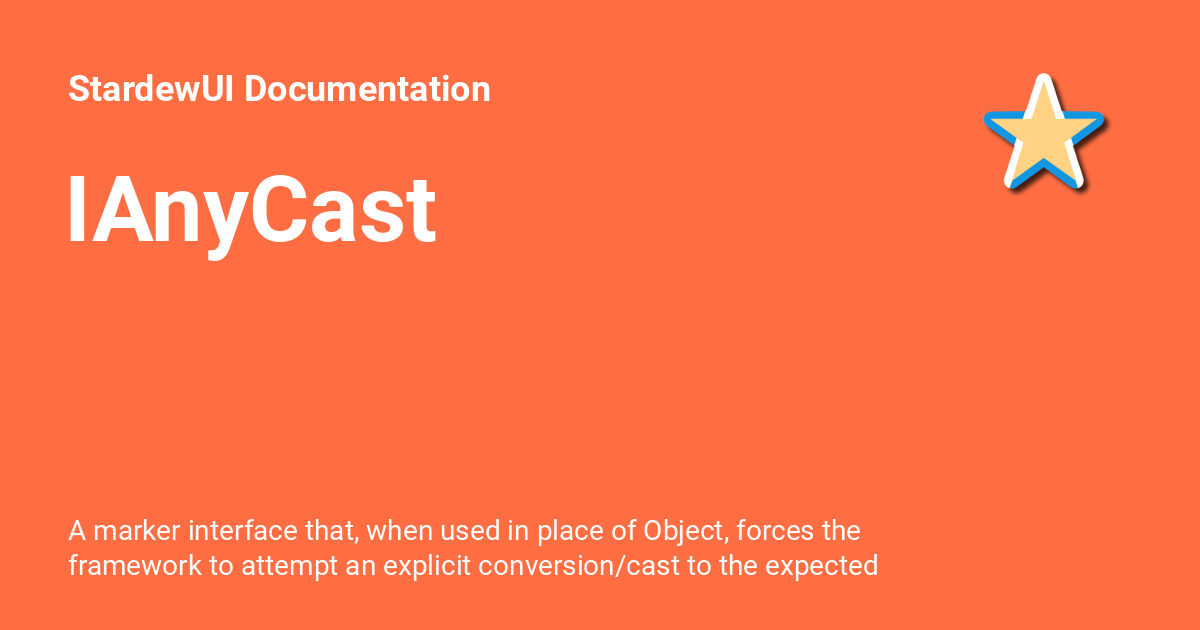 StardewUI Documentation
IAnyCast
A marker interface that, when used in place of Object, forces the
framework to attempt an explicit conversion/cast to the expected